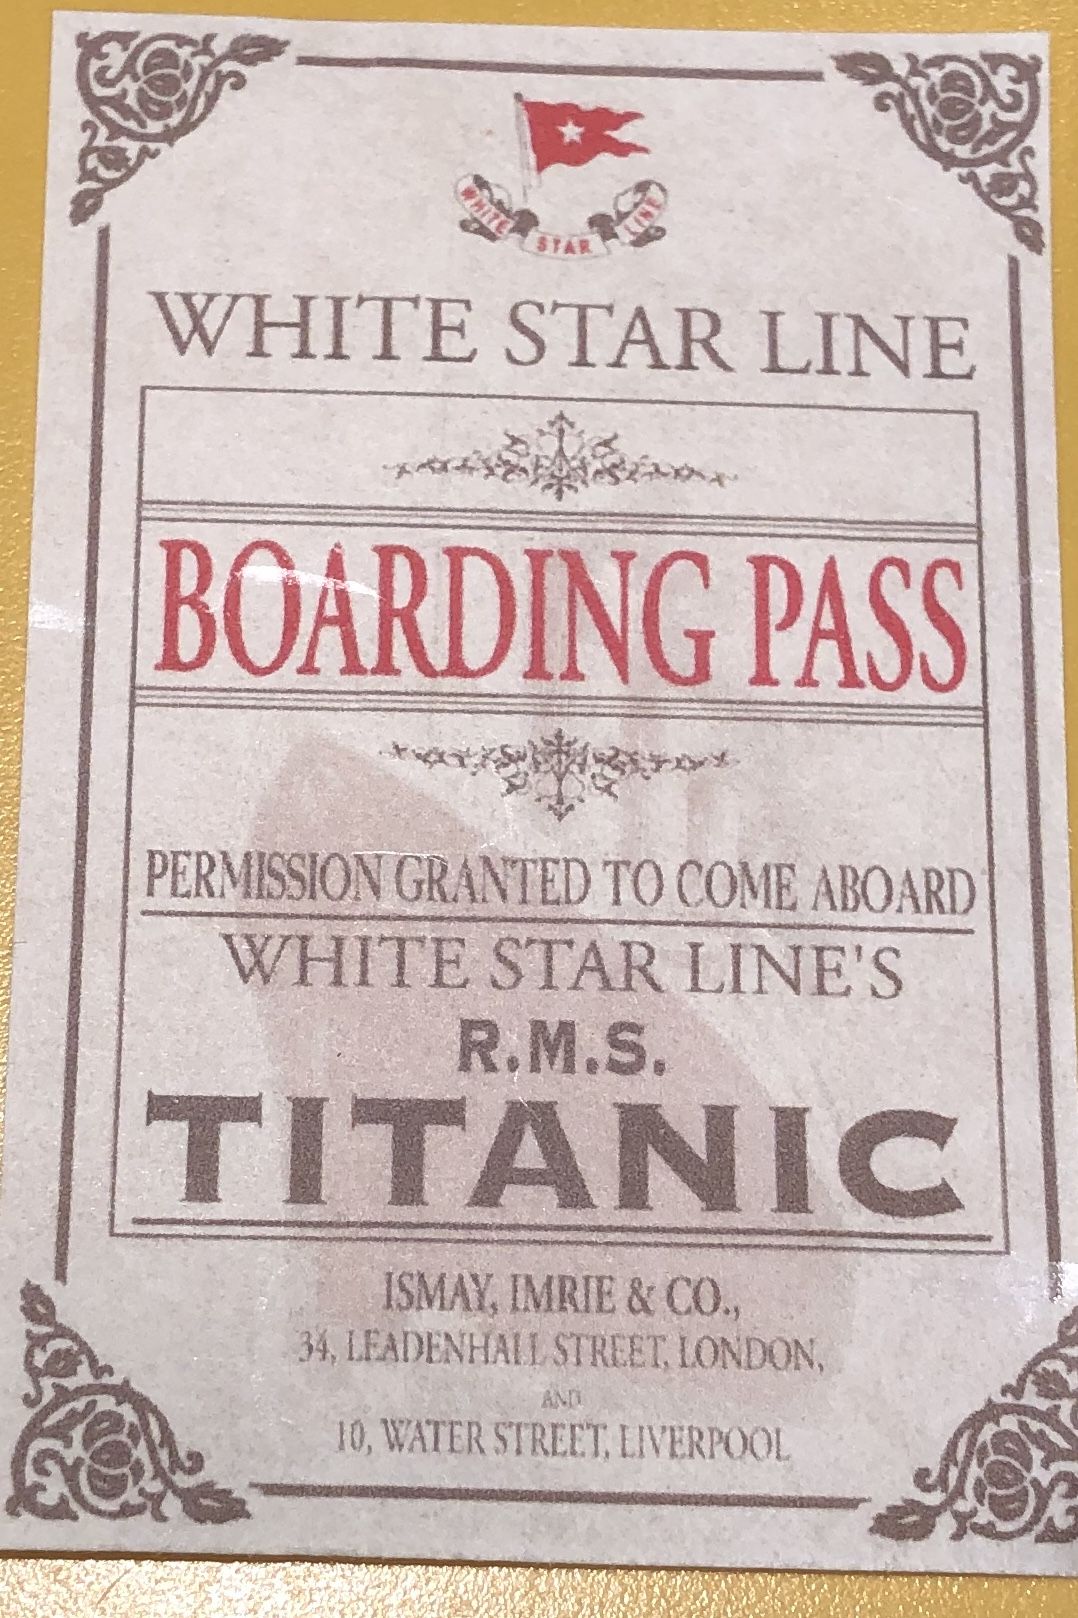 WHITE STAR LINE
WHITE STAR LINE
BOARDING PASS
PERMISSION GRANTED TO COME ABOARD
WHITE STAR LINE'S
R.M.S.
TITANIC
ISMAY, IMRIE & CO.,
34, LEADENHALL STREET, LONDON,
AND
10, WATER STREET, LIVERPOOL